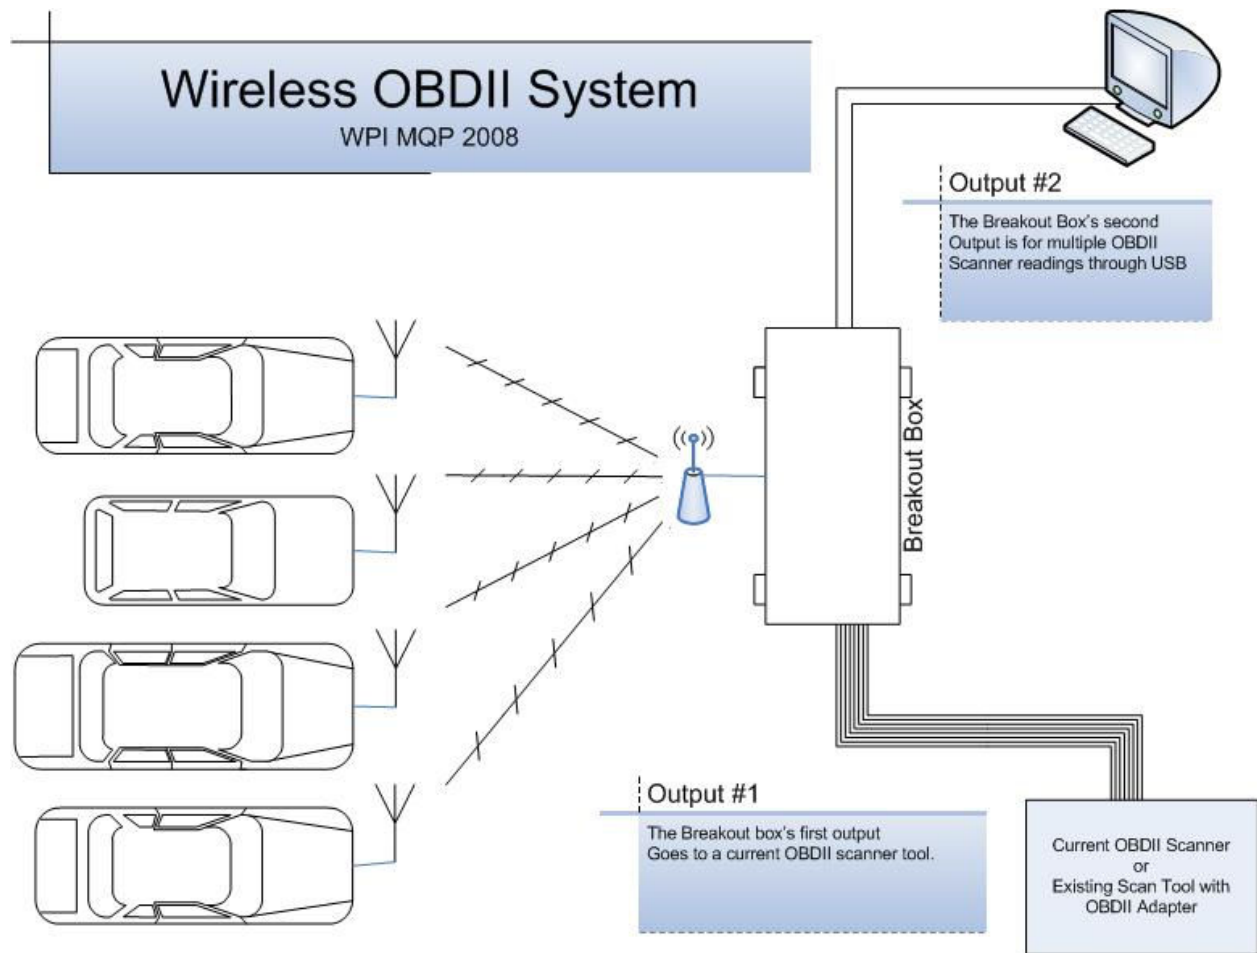 Wireless OBDII System
WPI MQP 2008
Output #2
The Breakout Box's second
Output is for multiple OBDII
Scanner readings through USB
Breakout Box
Output #1
The Breakout box's first output
Goes to a current OBDII scanner tool.
Current OBDII Scanner
or
Existing Scan Tool with
OBDII Adapter